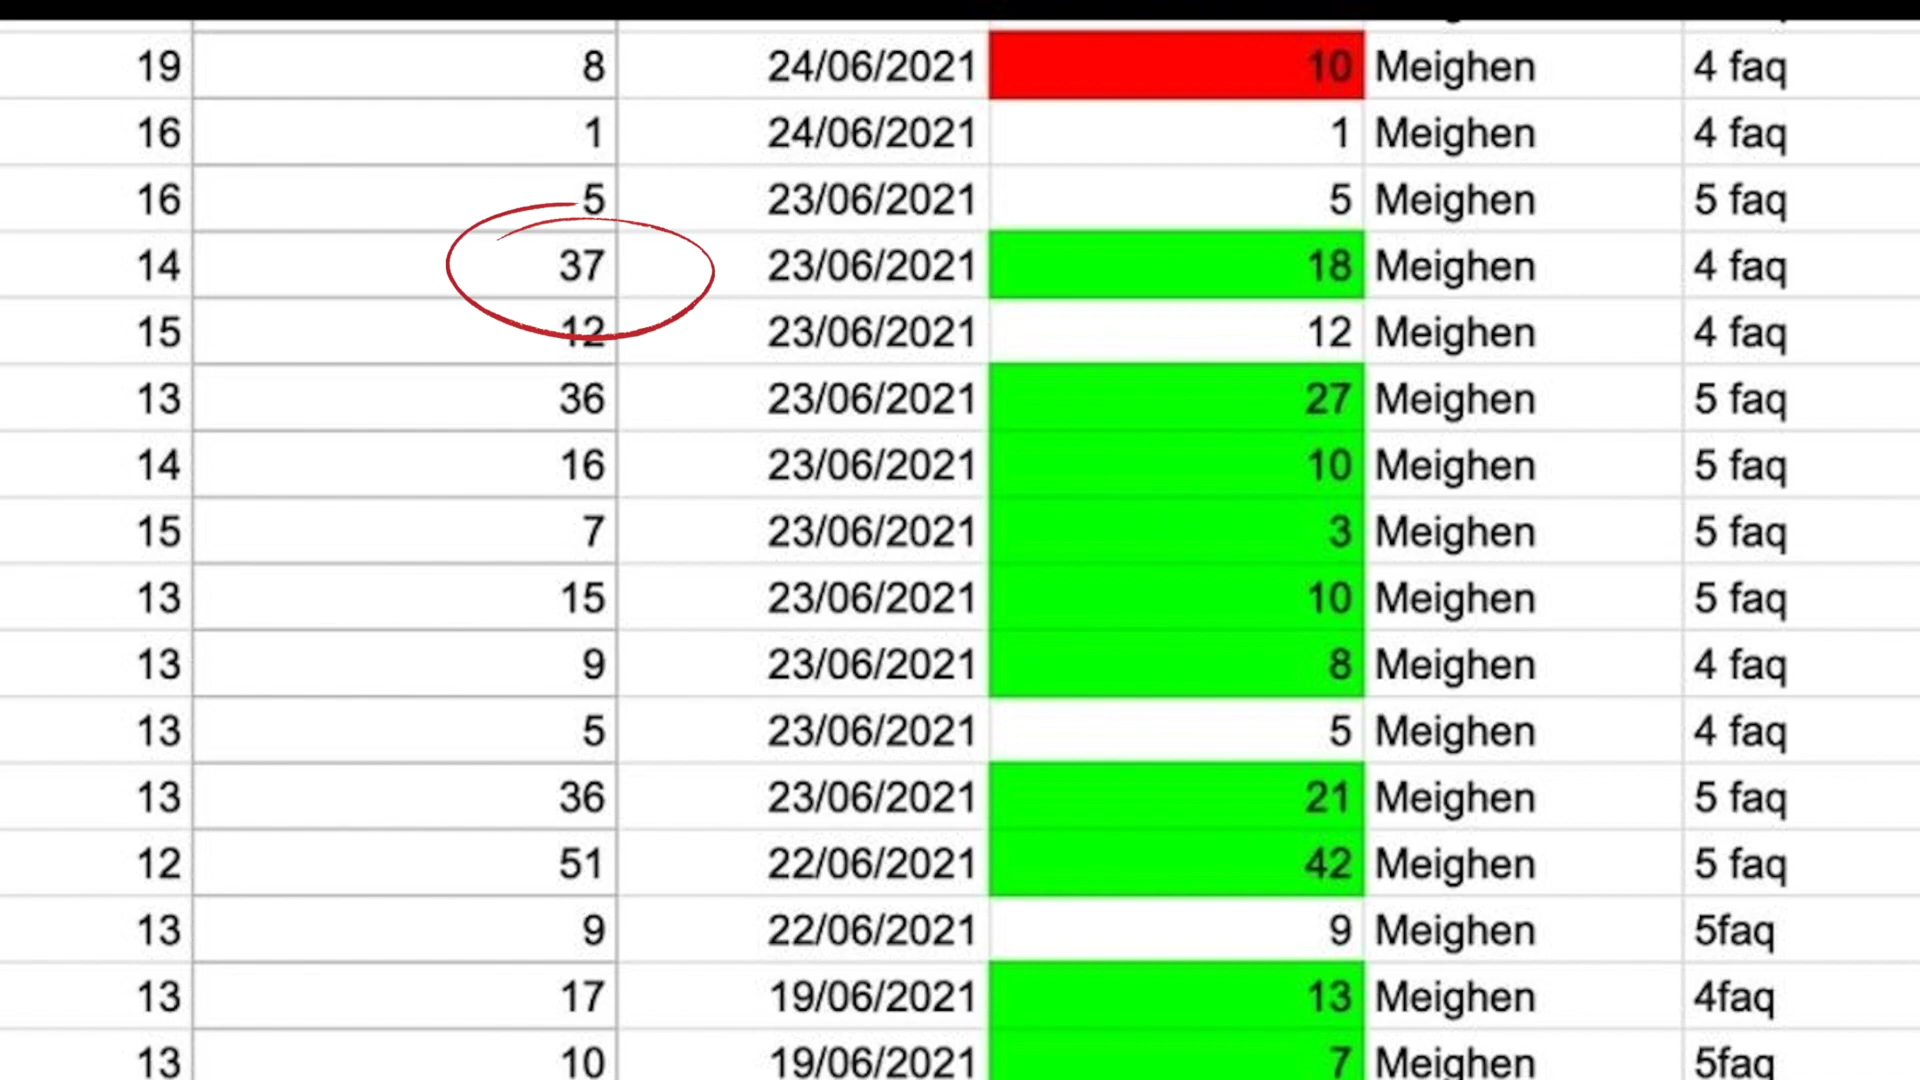 19 8 24/06/2021 10 Meighen 4 faq
16 1 24/06/2021 1 Meighen 4 faq
16 5 23/06/2021 5 Meighen 5 faq
14 37 23/06/2021 18 Meighen 4 faq
15 12 23/06/2021 12 Meighen 4 faq
13 36 23/06/2021 27 Meighen 5 faq
14 16 23/06/2021 10 Meighen 5 faq
15 7 23/06/2021 3 Meighen 5 faq
13 15 23/06/2021 10 Meighen 5 faq
13 9 23/06/2021 8 Meighen 4 faq
13 5 23/06/2021 5 Meighen 4 faq
13 36 23/06/2021 21 Meighen 5 faq
12 51 22/06/2021 42 Meighen 5 faq
13 9 22/06/2021 9 Meighen 5faq
13 17 19/06/2021 13 Meighen 4faq
13 10 19/06/2021 7 Meighen 5faq